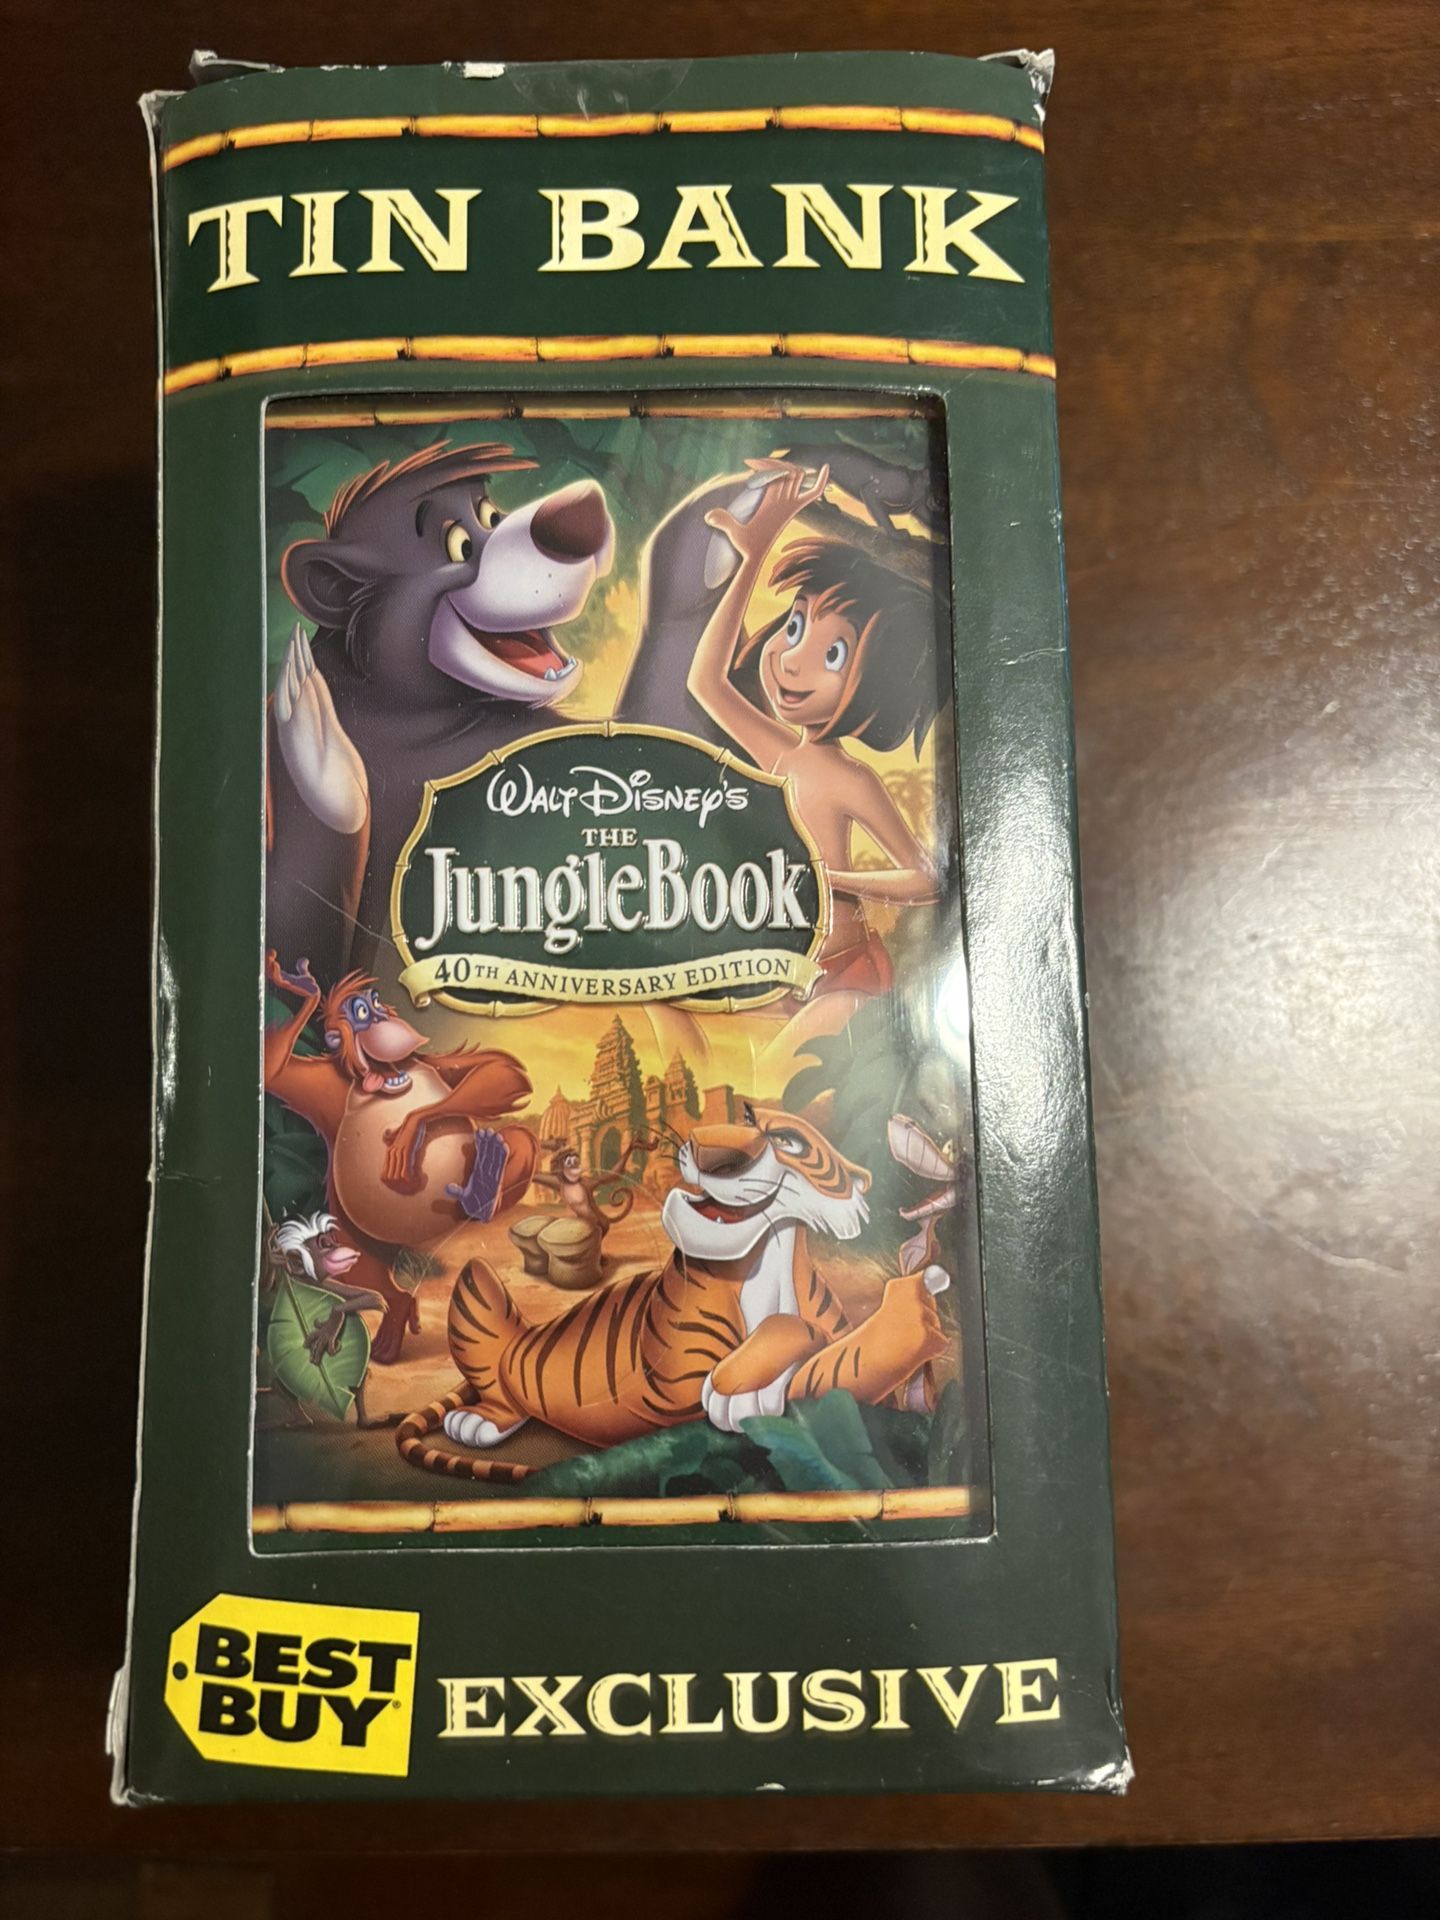 TIN BANK
WALT DISNEY'S
THE
JungleBook
40TH ANNIVERSARY EDITION
BEST
BUY®
EXCLUSIVE